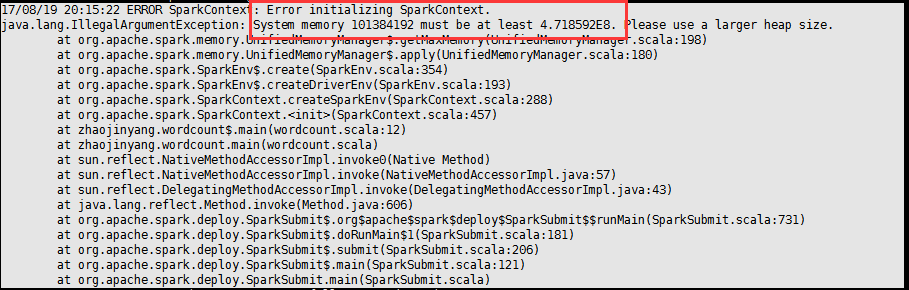 17/08/19 20:15:22 ERROR SparkContext: Error initializing SparkContext.
java.lang.IllegalArgumentException: System memory 101384192 must be at least 4.718592E8. Please use a larger heap size.
at org.apache.spark.memory.UnifiedMemoryManager$.getMaxMemory(UnifiedMemoryManager.scala:198)
at org.apache.spark.memory.UnifiedMemoryManager$.apply(UnifiedMemoryManager.scala:180)
at org.apache.spark.SparkEnv$.create(SparkEnv.scala:354)
at org.apache.spark.SparkEnv$.createDriverEnv(SparkEnv.scala:193)
at org.apache.spark.SparkContext.createSparkEnv(SparkContext.scala:288)
at org.apache.spark.SparkContext.<init>(SparkContext.scala:457)
at zhaojinyang.wordcount$.main(wordcount.scala:12)
at zhaojinyang.wordcount.main(wordcount.scala)
at sun.reflect.NativeMethodAccessorImpl.invoke0(Native Method)
at sun.reflect.NativeMethodAccessorImpl.invoke(NativeMethodAccessorImpl.java:57)
at sun.reflect.DelegatingMethodAccessorImpl.invoke(DelegatingMethodAccessorImpl.java:43)
at java.lang.reflect.Method.invoke(Method.java:606)
at org.apache.spark.deploy.SparkSubmit$.org$apache$spark$deploy$SparkSubmit$$runMain(SparkSubmit.scala:731)
at org.apache.spark.deploy.SparkSubmit$.doRunMain$1(SparkSubmit.scala:181)
at org.apache.spark.deploy.SparkSubmit$.submit(SparkSubmit.scala:206)
at org.apache.spark.deploy.SparkSubmit$.main(SparkSubmit.scala:121)
at org.apache.spark.deploy.SparkSubmit.main(SparkSubmit.scala)